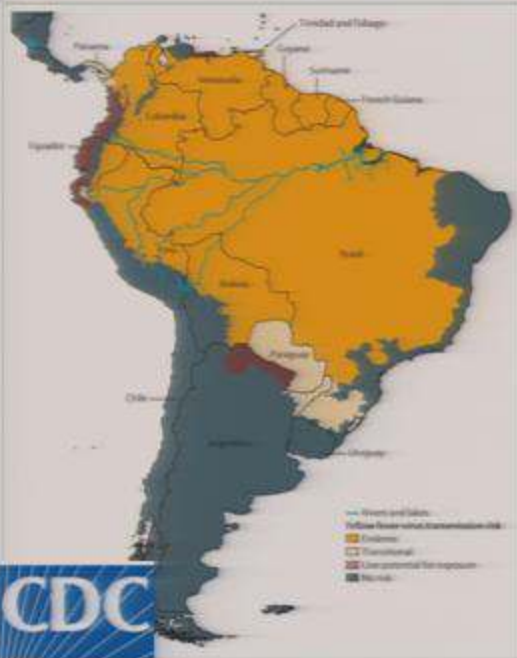 Trinidad and Tobago
Panama
Guyana
Venezuela
Suriname
French Guiana
Colombia
Ecuador
Brazil
Bolivia
Paraguay
Chile
Argentina
Uruguay
Rivers and lakes
Yellow fever virus transmission risk
Endemic
Transitional
Low potential for exposure
No risk
CDC